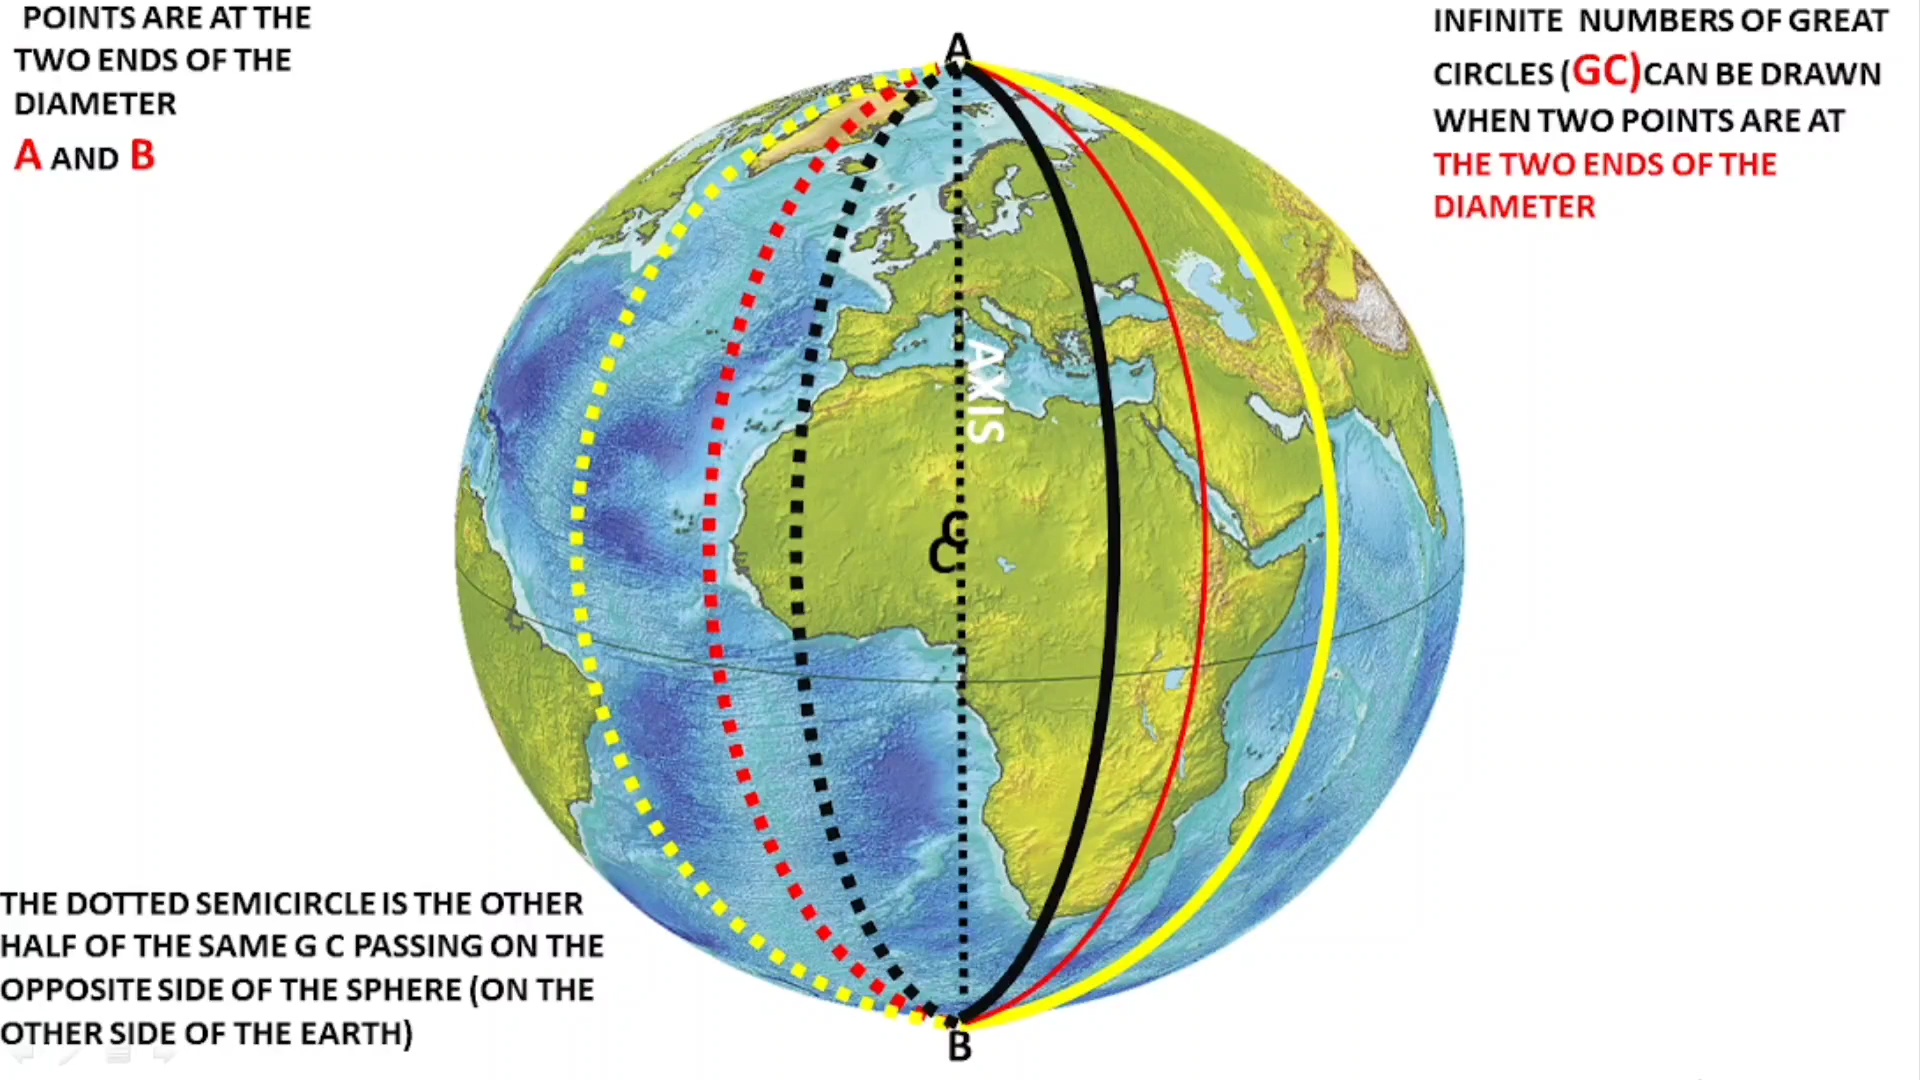 POINTS ARE AT THE
TWO ENDS OF THE
DIAMETER
A AND B
INFINITE NUMBERS OF GREAT
CIRCLES (GC)CAN BE DRAWN
WHEN TWO POINTS ARE AT
THE TWO ENDS OF THE
DIAMETER
A
AXIS
C
C
B
THE DOTTED SEMICIRCLE IS THE OTHER
HALF OF THE SAME G C PASSING ON THE
OPPOSITE SIDE OF THE SPHERE (ON THE
OTHER SIDE OF THE EARTH)